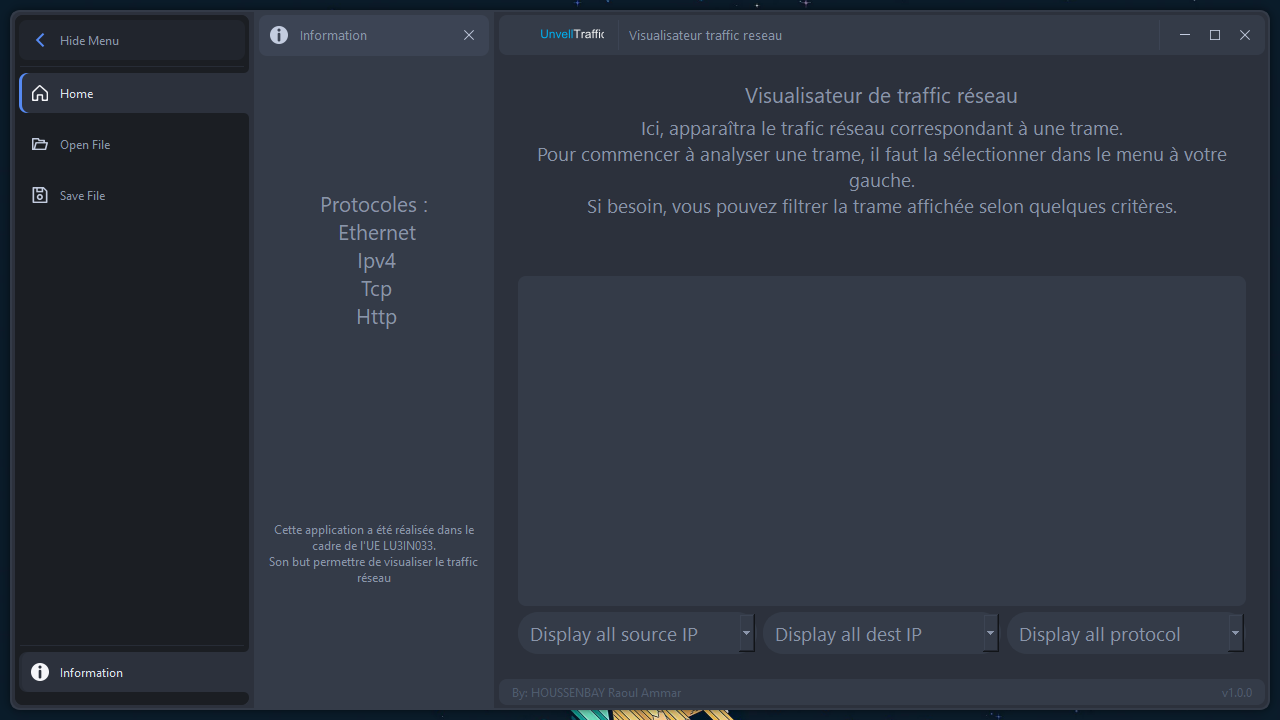 Hide Menu
Home
Open File
Save File
Information
Information
Protocoles :
Ethernet
Ipv4
Tcp
Http
Cette application a été réalisée dans le
cadre de l'UE LU3IN033.
Son but permettre de visualiser le traffic
réseau
UnveilTraffic
Visualisateur traffic reseau
Visualisateur de traffic réseau
Ici, apparaîtra le trafic réseau correspondant à une trame.
Pour commencer à analyser une trame, il faut la sélectionner dans le menu à votre
gauche.
Si besoin, vous pouvez filtrer la trame affichée selon quelques critères.
Display all source IP
Display all dest IP
Display all protocol
By: HOUSSENBAY Raoul Ammar
v1.0.0